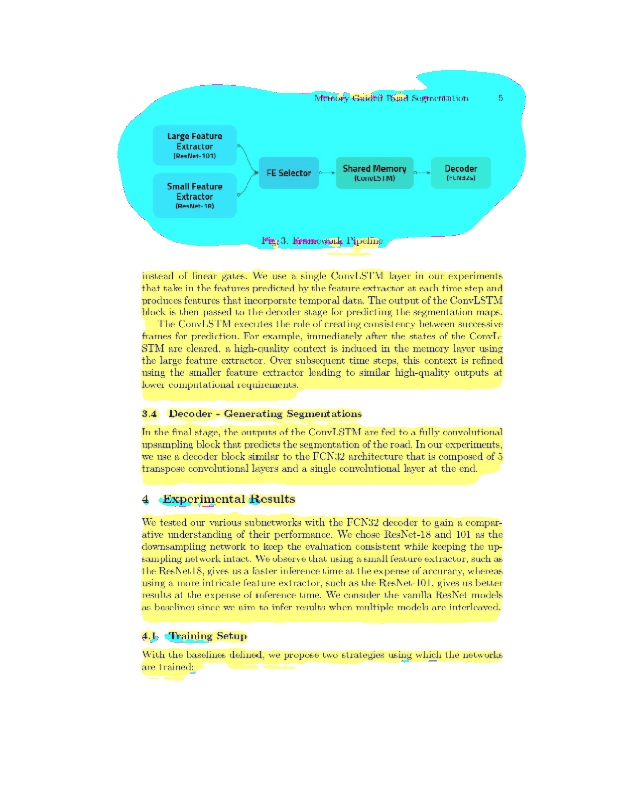 Memory Guided Road Segmentation 5
Large Feature
Extractor
(ResNet-101)
Small Feature
Extractor
(ResNet-18)
FE Selector
Shared Memory
(ConvLSTM)
Decoder
(FCN32s)
Fig. 3. Framework Pipeline
instead of linear gates. We use a single ConvLSTM layer in our experiments
that take in the features predicted by the feature extractor at each time step and
produces features that incorporate temporal data. The output of the ConvLSTM
block is then passed to the decoder stage for predicting the segmentation maps.
The ConvLSTM executes the role of creating consistency between successive
frames for prediction. For example, immediately after the states of the ConvL-
STM are cleared, a high-quality context is induced in the memory layer using
the large feature extractor. Over subsequent time steps, this context is refined
using the smaller feature extractor leading to similar high-quality outputs at
lower computational requirements.
3.4 Decoder - Generating Segmentations
In the final stage, the outputs of the ConvLSTM are fed to a fully convolutional
upsampling block that predicts the segmentation of the road. In our experiments,
we use a decoder block similar to the FCN32 architecture that is composed of 5
transpose convolutional layers and a single convolutional layer at the end.
4 Experimental Results
We tested our various subnetworks with the FCN32 decoder to gain a compar-
ative understanding of their performance. We chose ResNet-18 and 101 as the
downsampling network to keep the evaluation consistent while keeping the up-
sampling network intact. We observe that using a small feature extractor, such as
the ResNet18, gives us a faster inference time at the expense of accuracy, whereas
using a more intricate feature extractor, such as the ResNet-101, gives us better
results at the expense of inference time. We consider the vanilla ResNet models
as baselines since we aim to infer results when multiple models are interleaved.
4.1 Training Setup
With the baselines defined, we propose two strategies using which the networks
are trained: